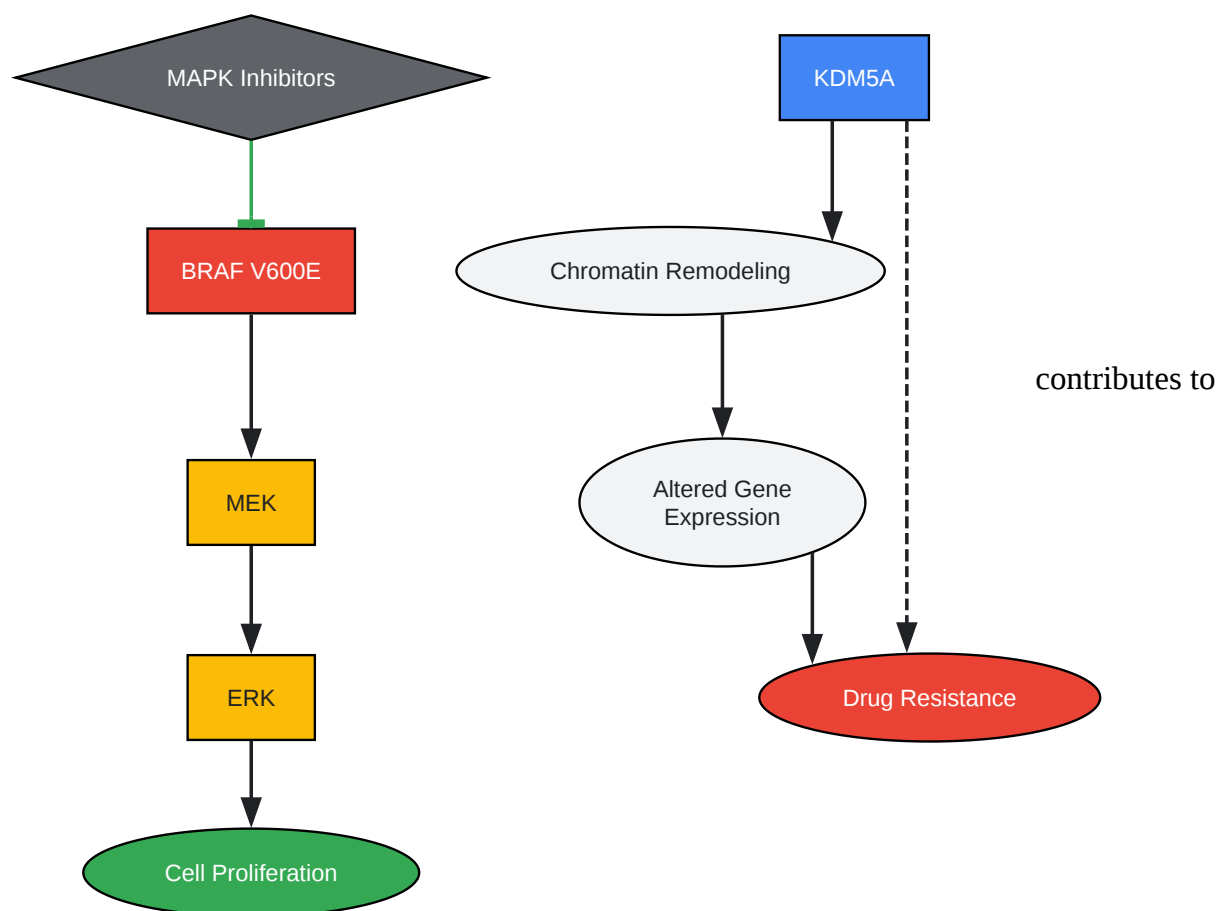 MAPK Inhibitors
KDM5A
BRAF V600E
Chromatin Remodeling
contributes to
MEK
Altered Gene
Expression
ERK
Drug Resistance
Cell Proliferation